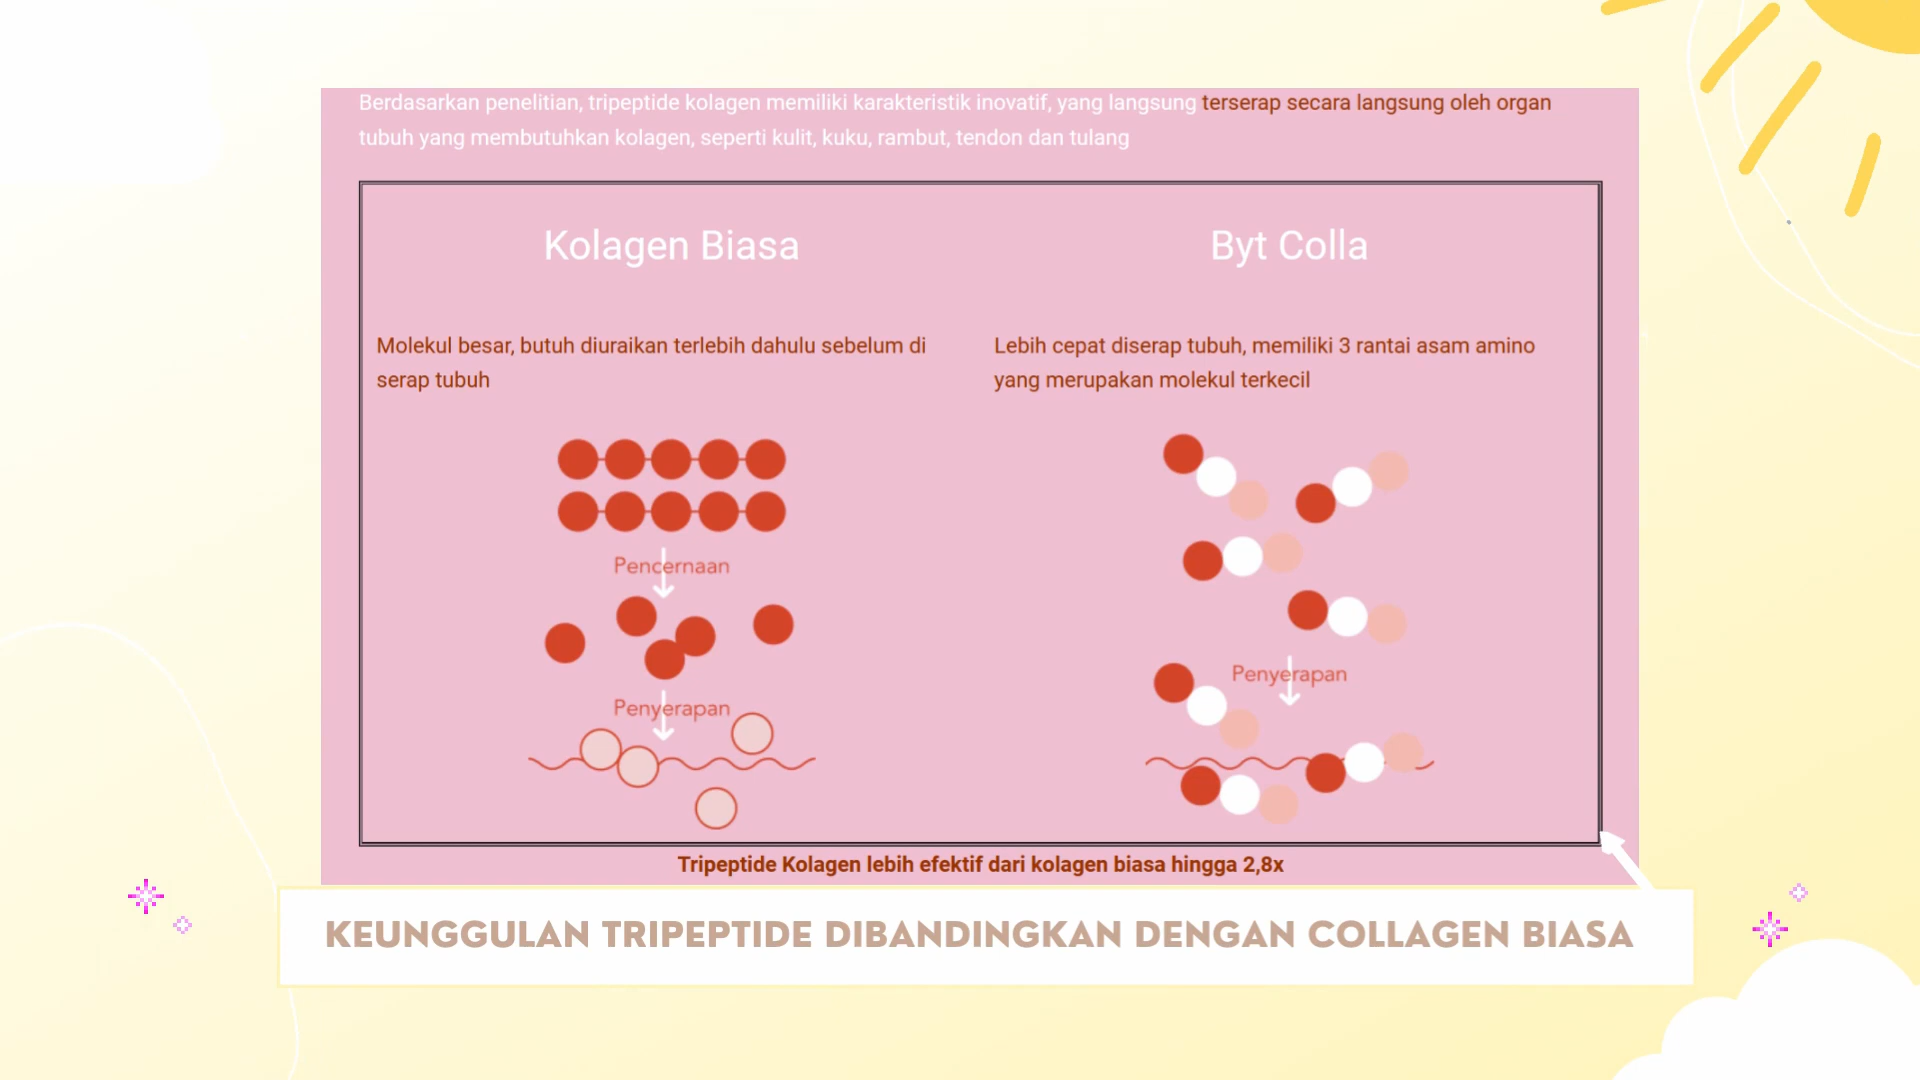 Berdasarkan penelitian, tripeptide kolagen memiliki karakteristik inovatif, yang langsung terserap secara langsung oleh organ
tubuh yang membutuhkan kolagen, seperti kulit, kuku, rambut, tendon dan tulang
Kolagen Biasa
Molekul besar, butuh diuraikan terlebih dahulu sebelum di
serap tubuh
Pencernaan
Penyerapan
Byt Colla
Lebih cepat diserap tubuh, memiliki 3 rantai asam amino
yang merupakan molekul terkecil
Penyerapan
Tripeptide Kolagen lebih efektif dari kolagen biasa hingga 2,8x
KEUNGGULAN TRIPEPTIDE DIBANDINGKAN DENGAN COLLAGEN BIASA